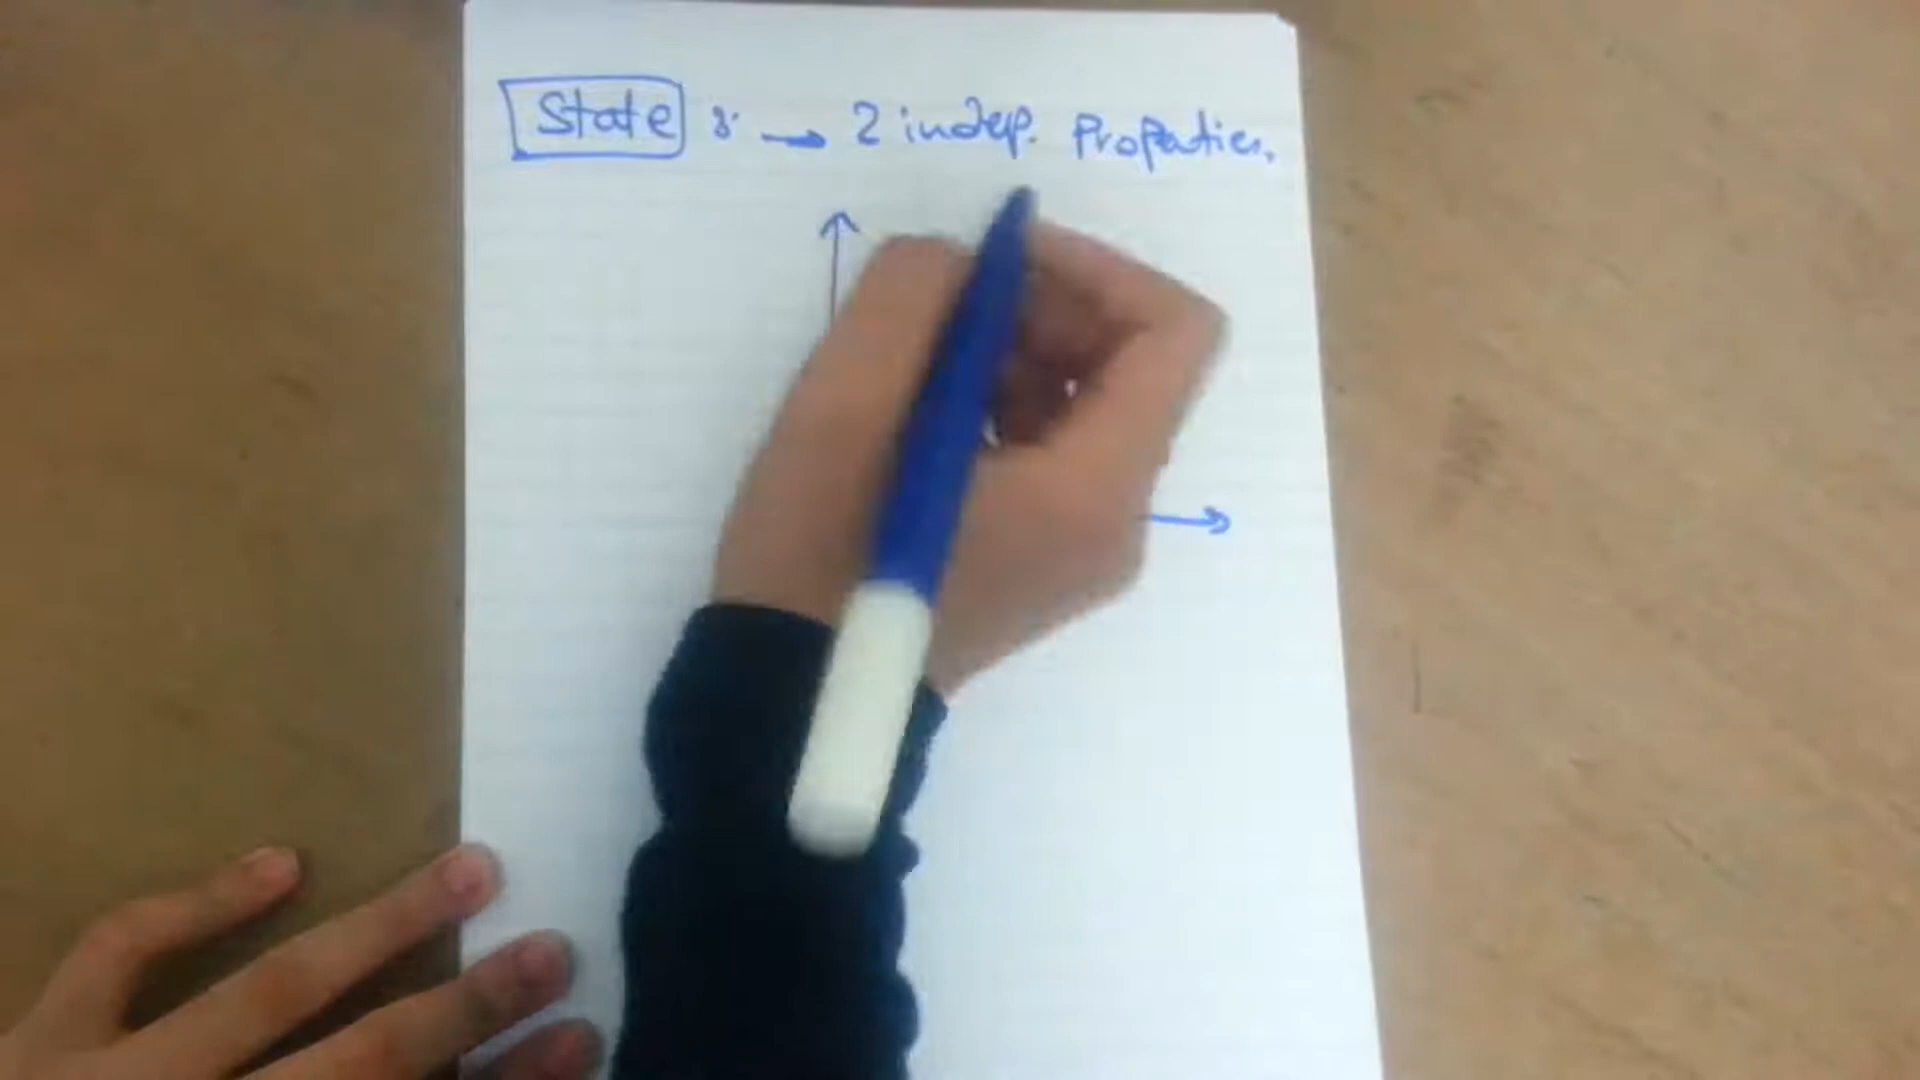 State : → 2 indep. Properties.